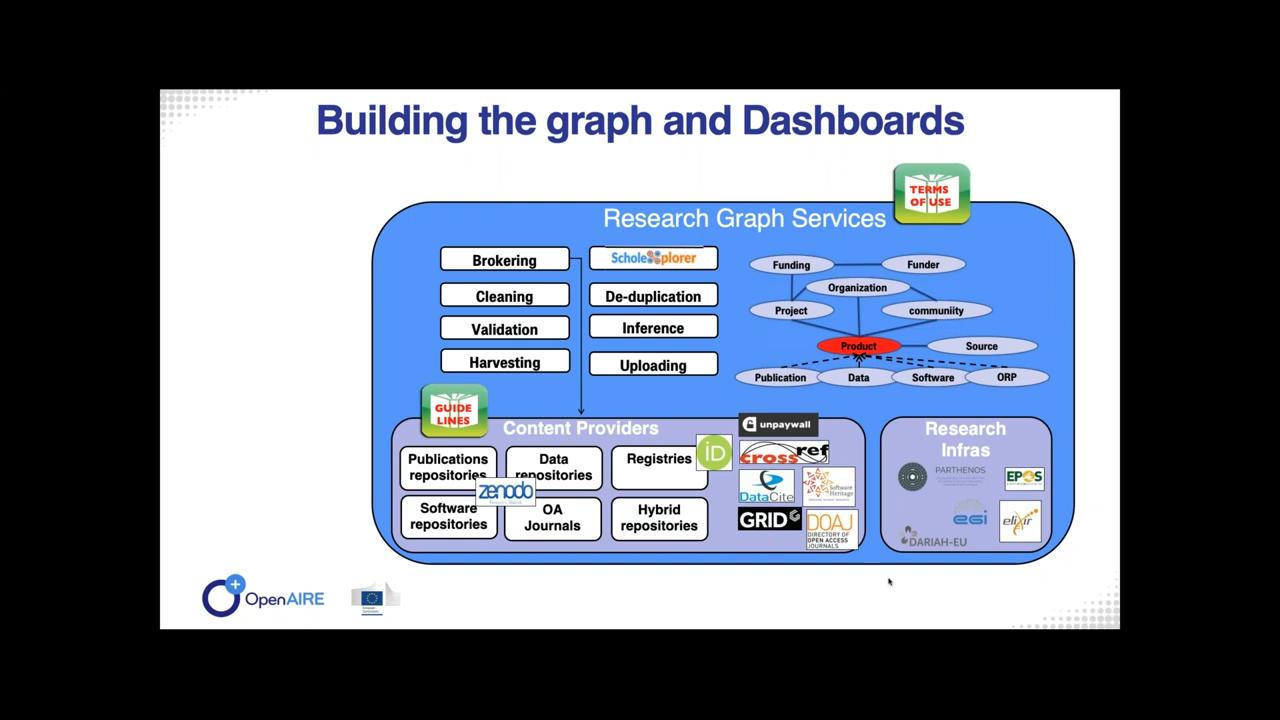 Building the graph and Dashboards
TERMS
OF USE
Research Graph Services
Brokering
ScholeXplorer
Cleaning
De-duplication
Validation
Inference
Harvesting
Uploading
Funding
Funder
Organization
Project
communiity
Product
Source
Publication
Data
Software
ORP
GUIDE
LINES
Content Providers
Publications
repositories
Data
repositories
Registries
iD
zenodo
Software
repositories
OA
Journals
Hybrid
repositories
unpaywall
crossref
DataCite
Software
Heritage
GRID
DOAJ
DIRECTORY OF
OPEN ACCESS
JOURNALS
Research
Infras
PARTHENOS
EPOS
egi
elixir
DARIAH-EU
OpenAIRE